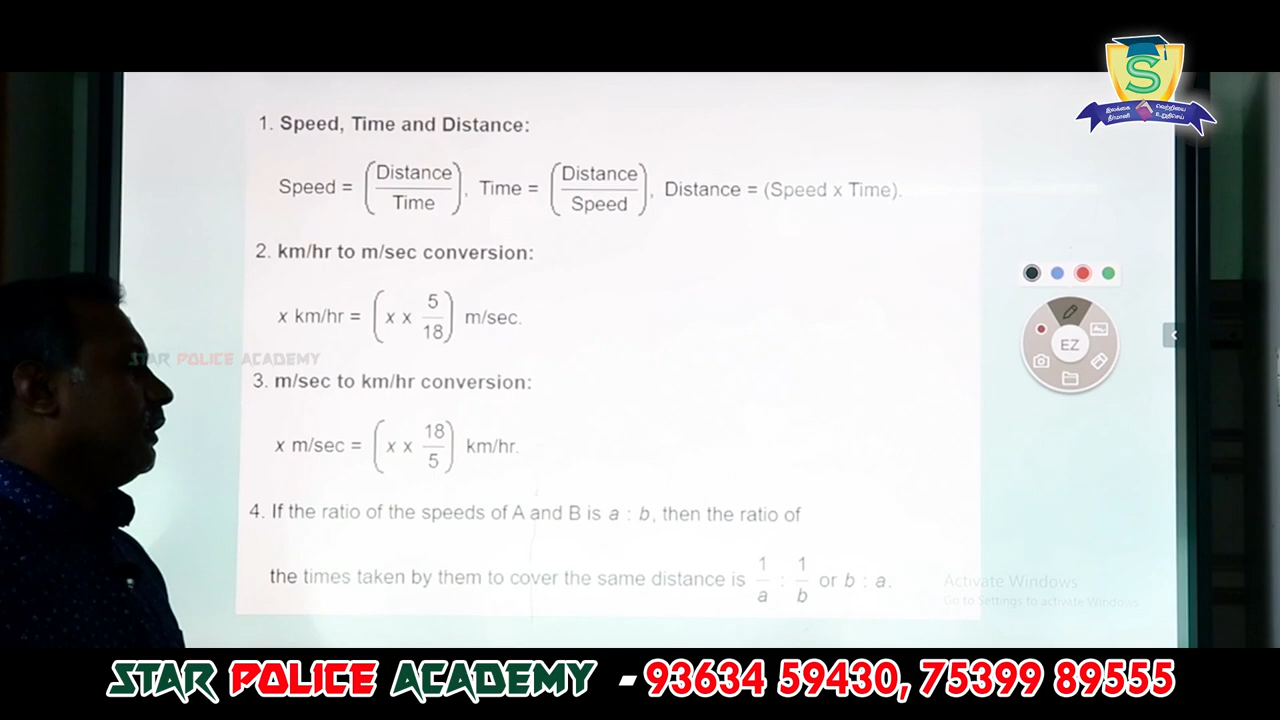 இலக்கை
நிர்மாணி
வெற்றியை
உறுதிசெய்
S
1. Speed, Time and Distance:
Speed = (Distance/Time), Time = (Distance/Speed), Distance = (Speed x Time).
2. km/hr to m/sec conversion:
x km/hr = (x x 5/18) m/sec.
STAR POLICE ACADEMY
3. m/sec to km/hr conversion:
x m/sec = (x x 18/5) km/hr.
4. If the ratio of the speeds of A and B is a : b, then the ratio of
the times taken by them to cover the same distance is 1/a : 1/b or b : a.
EZ
Activate Windows
Go to Settings to activate Windows.
STAR POLICE ACADEMY - 93634 59430, 75399 89555